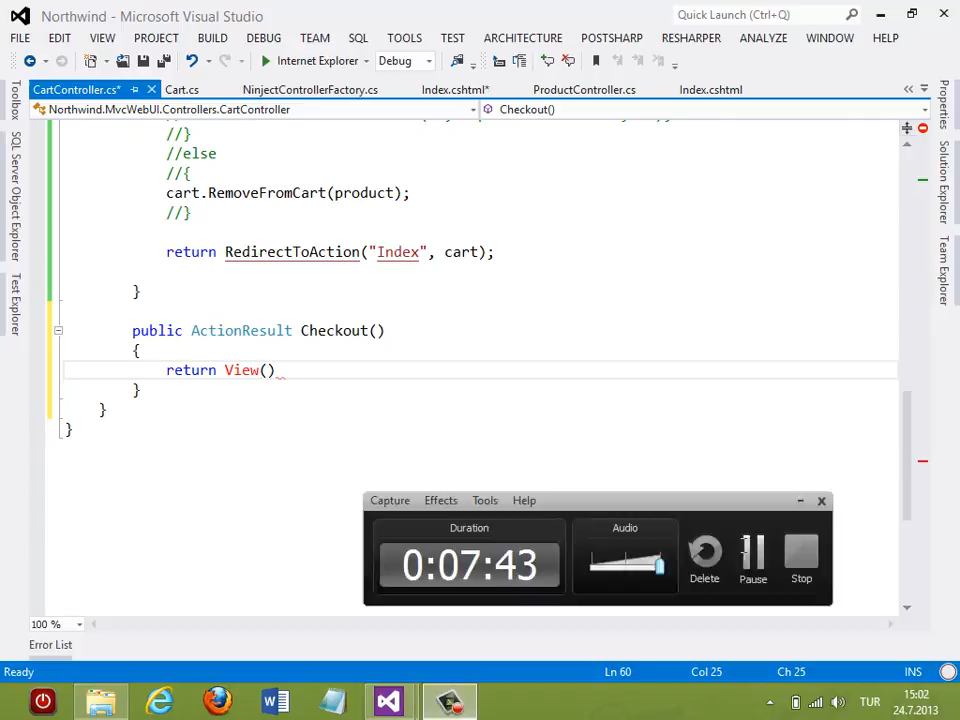 Northwind - Microsoft Visual Studio
Quick Launch (Ctrl+Q)
FILE EDIT VIEW PROJECT BUILD DEBUG TEAM SQL TOOLS TEST ARCHITECTURE POSTSHARP RESHARPER ANALYZE WINDOW HELP
Internet Explorer Debug
CartController.cs* Cart.cs NinjectControllerFactory.cs Index.cshtml* ProductController.cs Index.cshtml
Northwind.MvcWebUI.Controllers.CartController Checkout()
Toolbox
SQL Server Object Explorer
Test Explorer
Properties
Solution Explorer
Team Explorer
//}
//else
//{
cart.RemoveFromCart(product);
//}
return RedirectToAction("Index", cart);
}
public ActionResult Checkout()
{
return View()
}
}
}
Capture Effects Tools Help
Duration
0:07:43
Audio
Delete
Pause
Stop
100 %
Error List
Ready Ln 60 Col 25 Ch 25 INS
TUR
15:02
24.7.2013